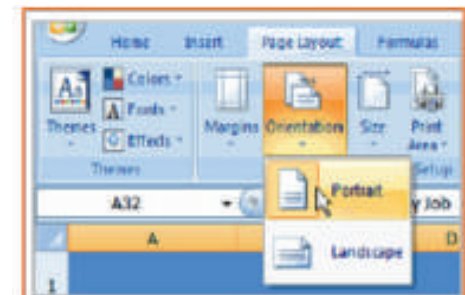 Home Insert Page Layout Formulas
Colors
Fonts
Effects
Themes Margins Orientation Size Print
Area
Themes Setup
A32 y Job
Portrait
Landscape
A D
1